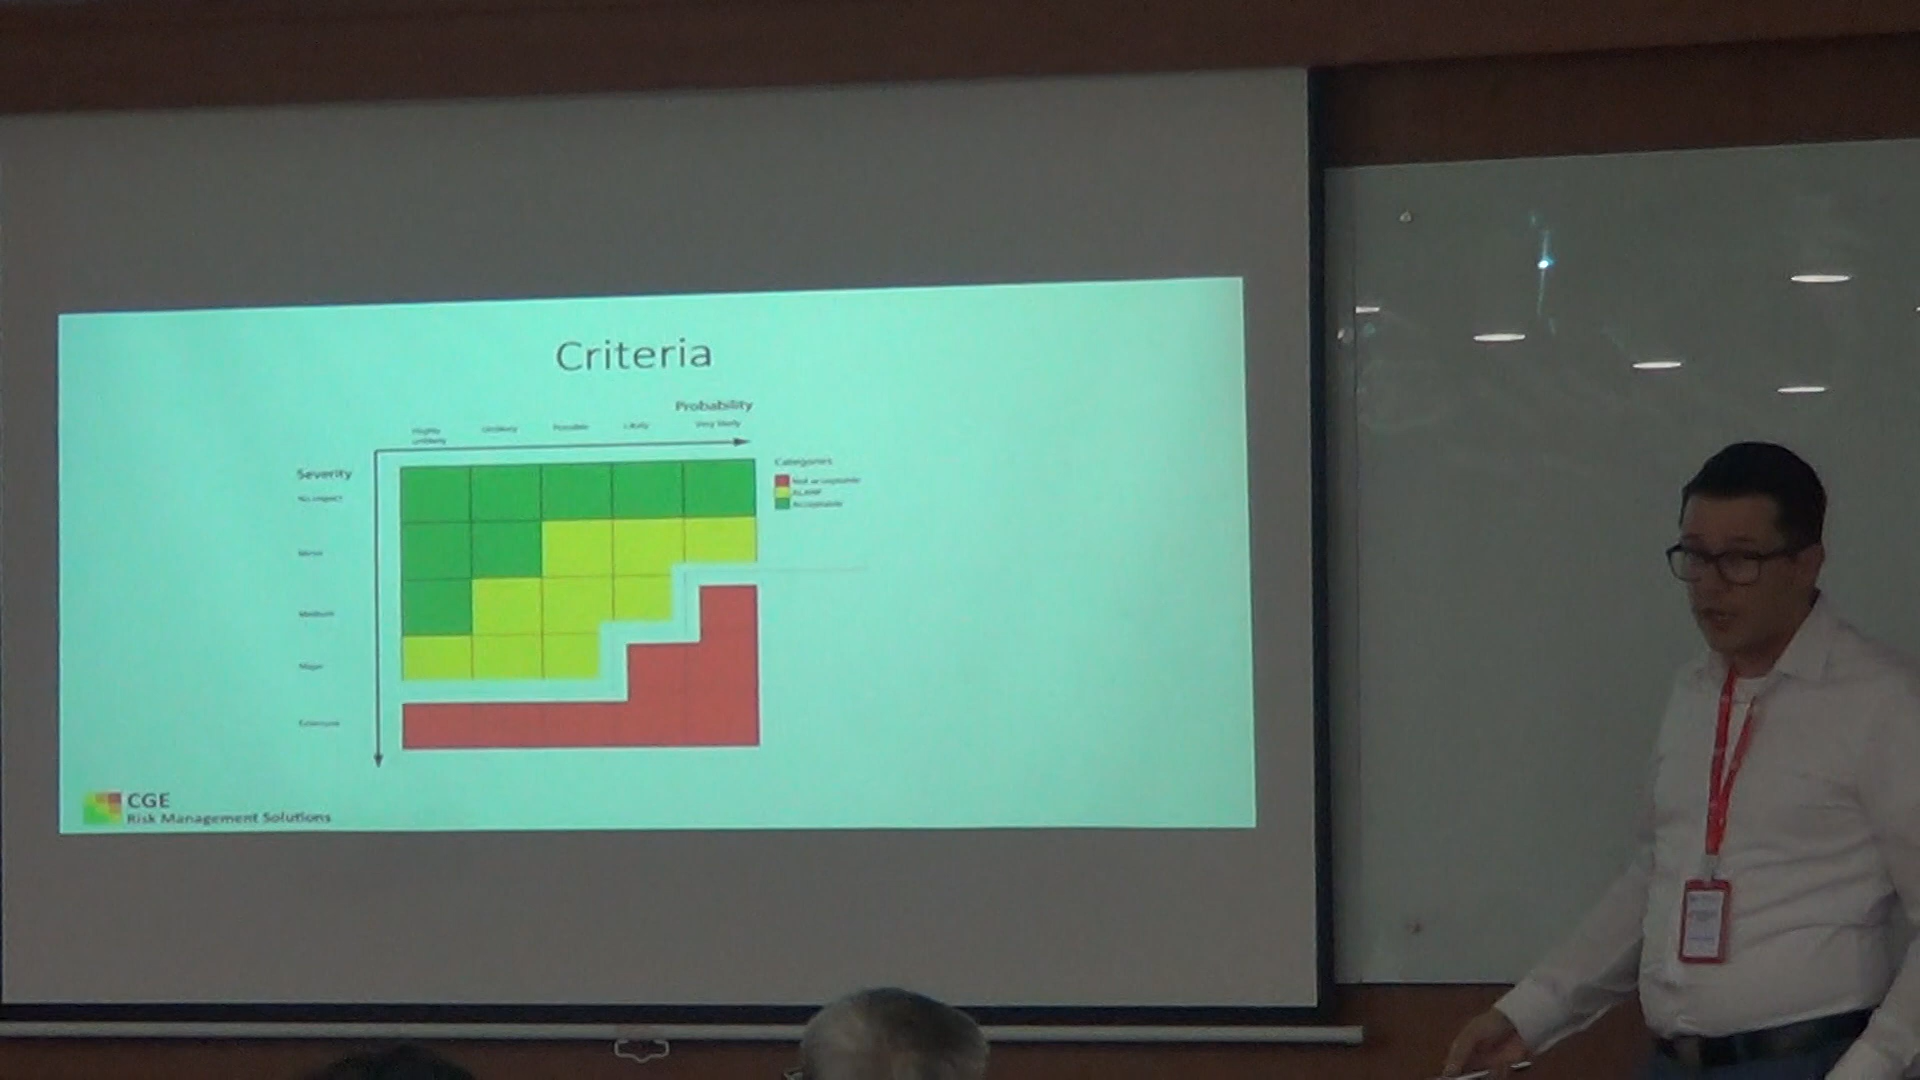 Criteria
Probability
Highly unlikely
Unlikely
Possible
Likely
Very likely
Severity
No impact
Minor
Medium
Major
Extensive
Categories
Not acceptable
ALARP
Acceptable
CGE
Risk Management Solutions